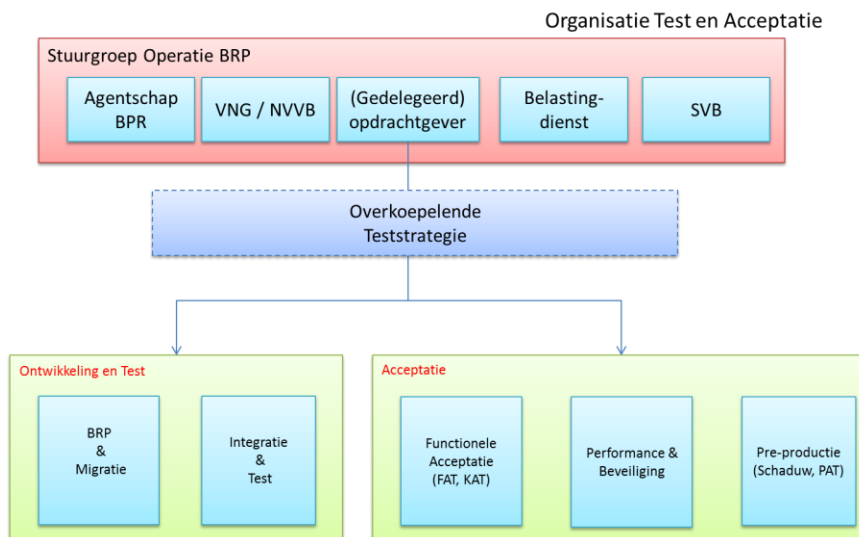 Organisatie Test en Acceptatie
Stuurgroep Operatie BRP
Agentschap
BPR
VNG / NVVB
(Gedelegeerd)
opdrachtgever
Belasting-
dienst
SVB
Overkoepelende
Teststrategie
Ontwikkeling en Test
BRP
&
Migratie
Integratie
&
Test
Acceptatie
Functionele
Acceptatie
(FAT, KAT)
Performance &
Beveiliging
Pre-productie
(Schaduw, PAT)